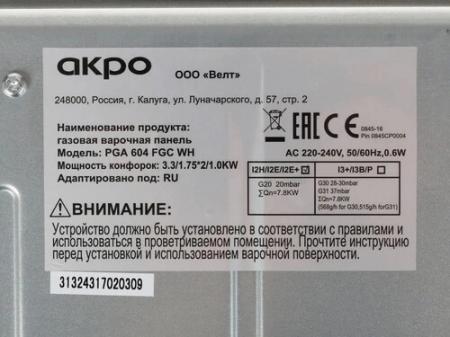 akpo
ООО «Велт»
248000, Россия, г. Калуга, ул. Луначарского, д. 57, стр. 2
Наименование продукта:
газовая варочная панель
Модель: PGA 604 FGC WH
Мощность конфорок: 3.3/1.75*2/1.0KW
Адаптировано под: RU
EAC CE
0845-16
Pin 0845CP0004
AC 220-240V, 50/60Hz,0.6W
I2H/I2E/I2E+ I3+/I3B/P
G20 20mbar
∑Qn=7.8KW
G30 28-30mbar
G31 37mbar
∑Qn=7.8KW
(568g/h for G30,515g/h forG31)
ВНИМАНИЕ:
Устройство должно быть установлено в соответствии с правилами и
использоваться в проветриваемом помещении. Прочтите инструкцию
перед установкой и использованием устройства.
31324317020309